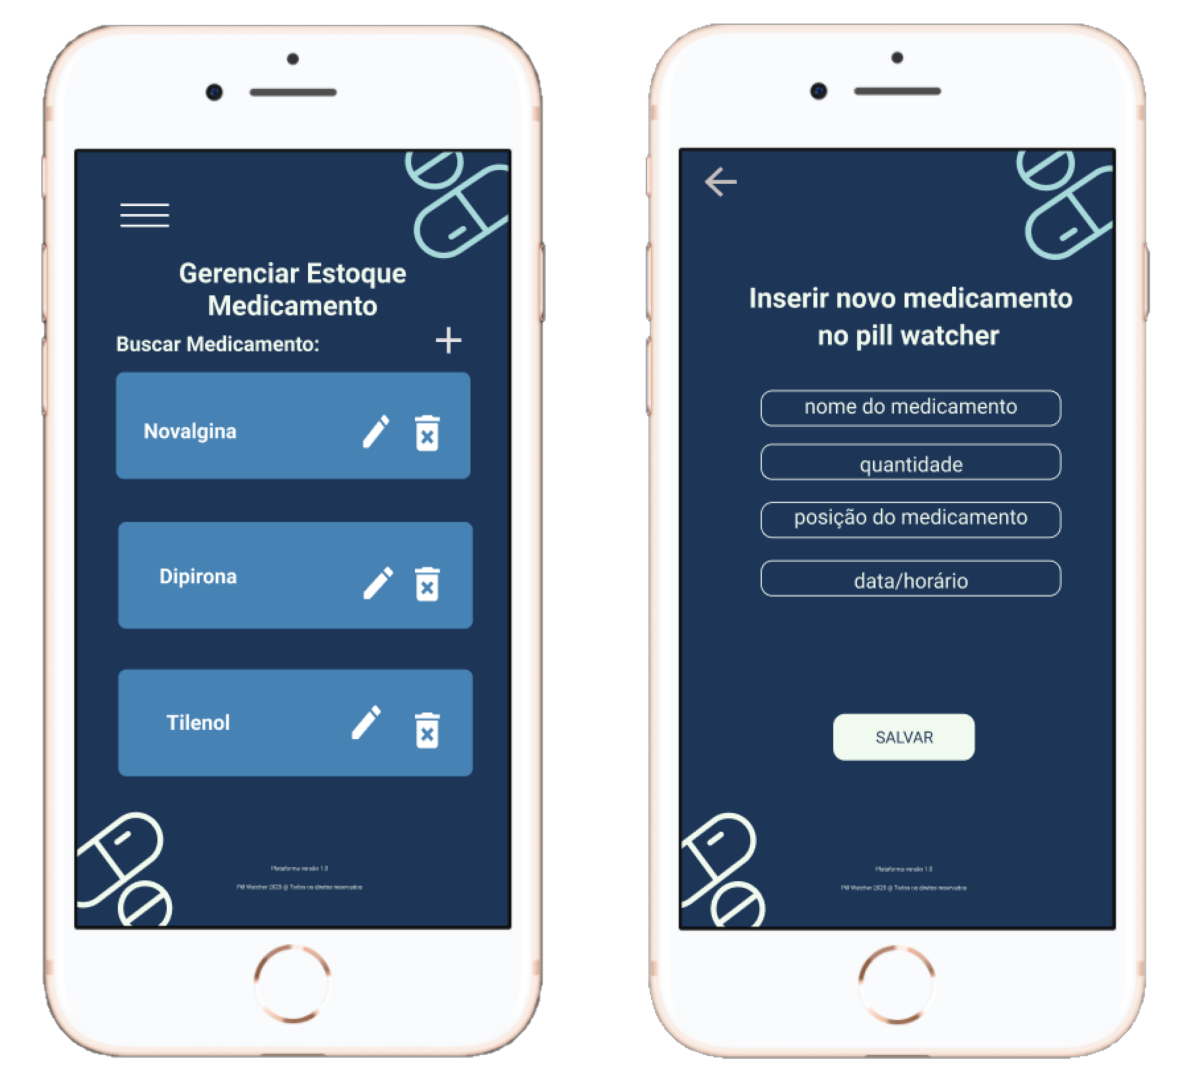 Gerenciar Estoque
Medicamento
Buscar Medicamento:
Novalgina
Dipirona
Tilenol
Plataforma versão 1.0
Pill Watcher 2023 @ Todos os direitos reservados
Inserir novo medicamento
no pill watcher
nome do medicamento
quantidade
posição do medicamento
data/horário
SALVAR
Plataforma versão 1.0
Pill Watcher 2023 @ Todos os direitos reservados